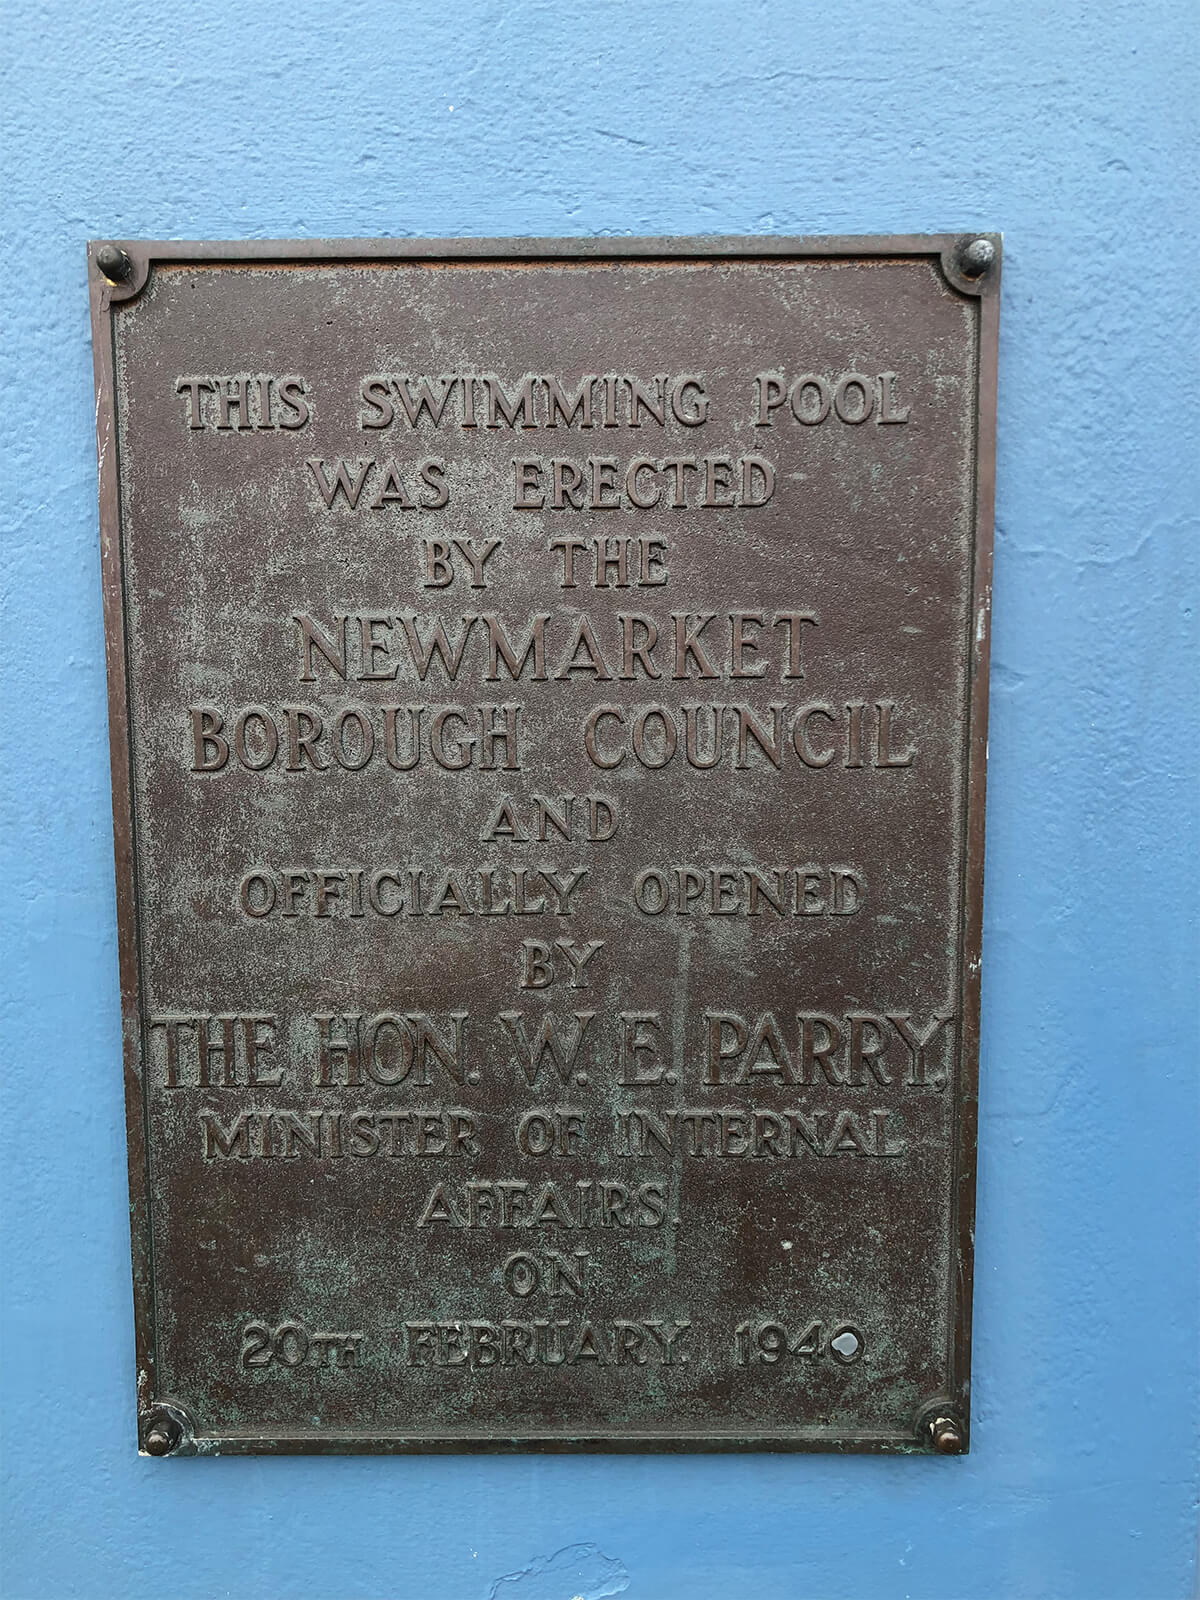 THIS SWIMMING POOL
WAS ERECTED
BY THE
NEWMARKET
BOROUGH COUNCIL
AND
OFFICIALLY OPENED
BY
THE HON. W. E. PARRY,
MINISTER OF INTERNAL
AFFAIRS.
ON
20TH FEBRUARY, 1940.